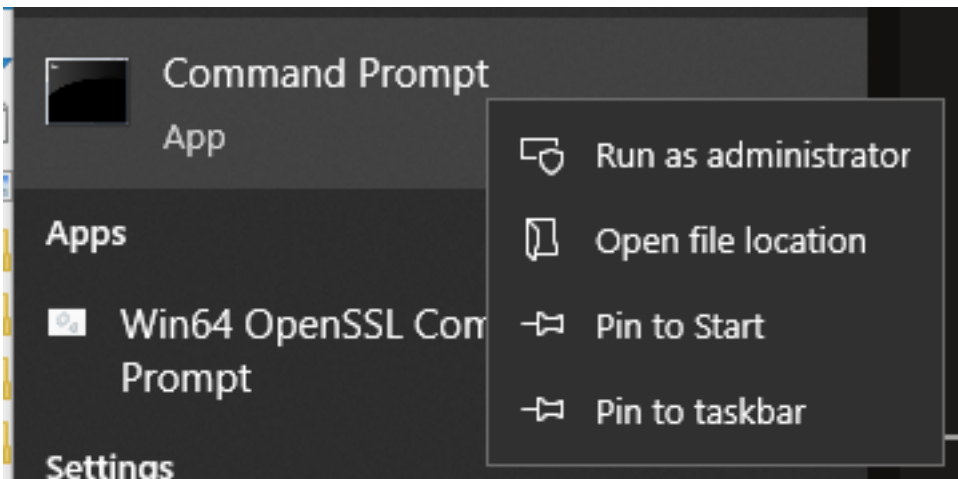 Command Prompt
App
Run as administrator
Apps
Open file location
Win64 OpenSSL Com
Prompt
Pin to Start
Pin to taskbar
Settings